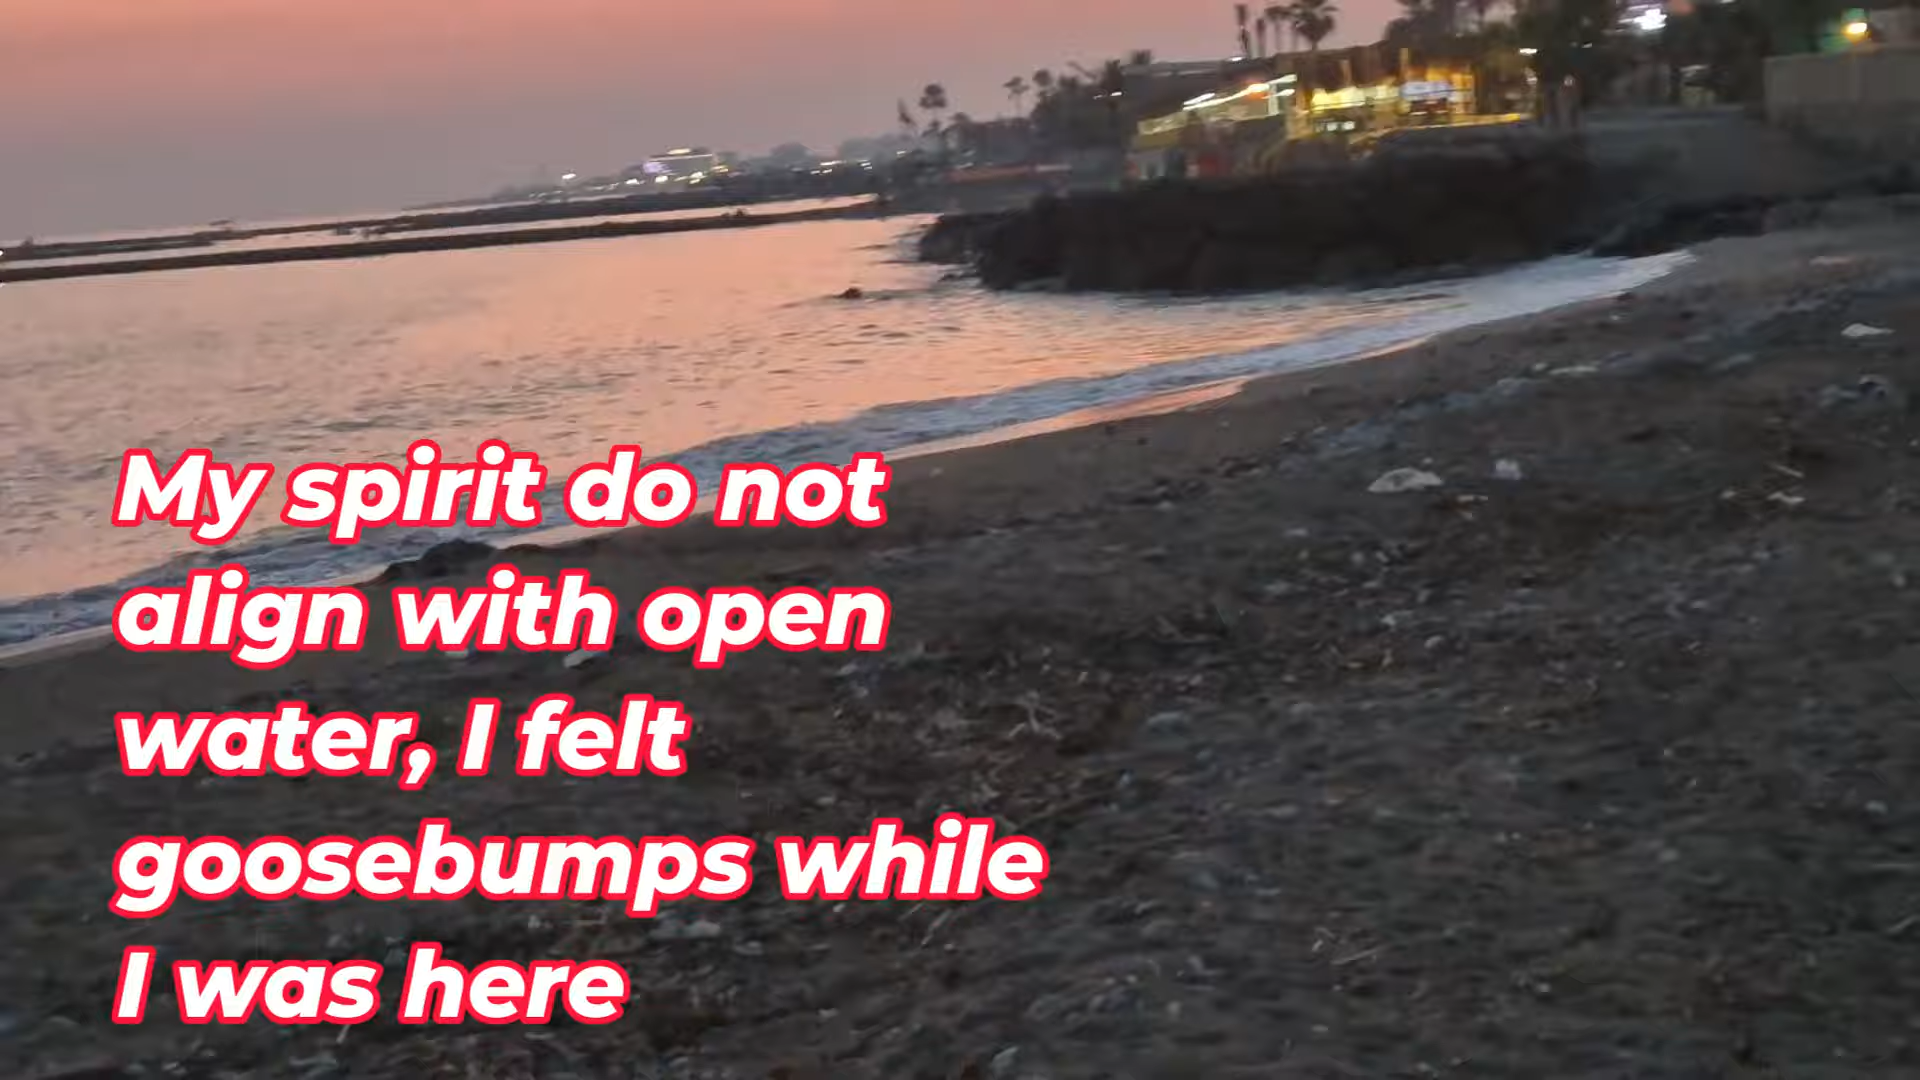 My spirit do not
align with open
water, I felt
goosebumps while
I was here